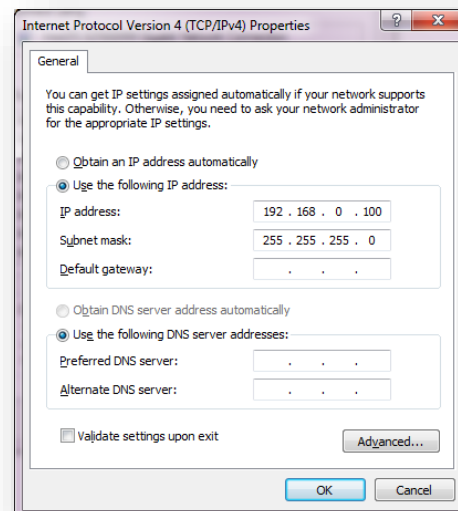 Internet Protocol Version 4 (TCP/IPv4) Properties
General
You can get IP settings assigned automatically if your network supports
this capability. Otherwise, you need to ask your network administrator
for the appropriate IP settings.
Obtain an IP address automatically
Use the following IP address:
IP address: 192 . 168 . 0 . 100
Subnet mask: 255 . 255 . 255 . 0
Default gateway: . . .
Obtain DNS server address automatically
Use the following DNS server addresses:
Preferred DNS server: . . .
Alternate DNS server: . . .
Validate settings upon exit
Advanced...
OK Cancel